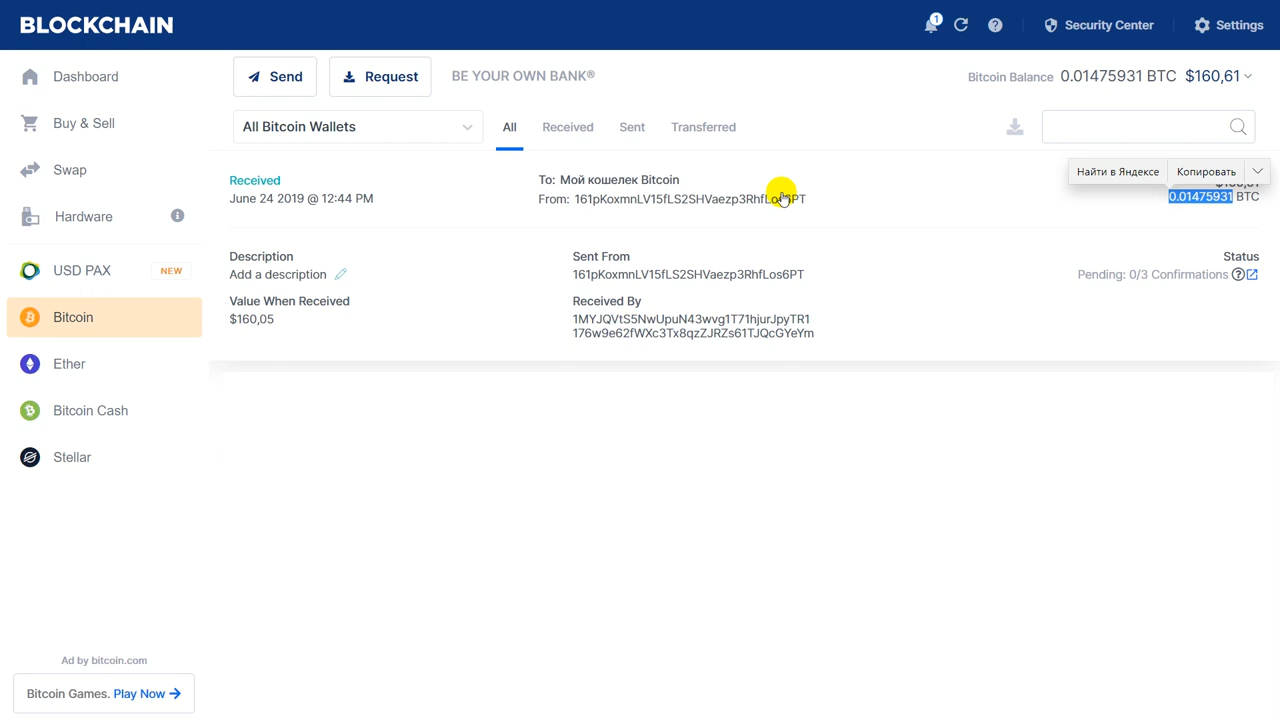 BLOCKCHAIN
1
Security Center
Settings
Dashboard
Buy & Sell
Swap
Hardware
USD PAX
NEW
Bitcoin
Ether
Bitcoin Cash
Stellar
Ad by bitcoin.com
Bitcoin Games. Play Now →
Send
Request
BE YOUR OWN BANK®
Bitcoin Balance 0.01475931 BTC $160,61
All Bitcoin Wallets
All
Received
Sent
Transferred
Найти в Яндексе
Копировать
Received
June 24 2019 @ 12:44 PM
To: Мой кошелек Bitcoin
From: 161pKoxmnLV15fLS2SHVaezp3RhfLos6PT
0.01475931 BTC
Description
Add a description
Value When Received
$160,05
Sent From
161pKoxmnLV15fLS2SHVaezp3RhfLos6PT
Received By
1MYJQVtS5NwUpuN43wvg1T71hjurJpyTR1
176w9e62fWXc3Tx8qzZJRZs61TJQcGYeYm
Status
Pending: 0/3 Confirmations